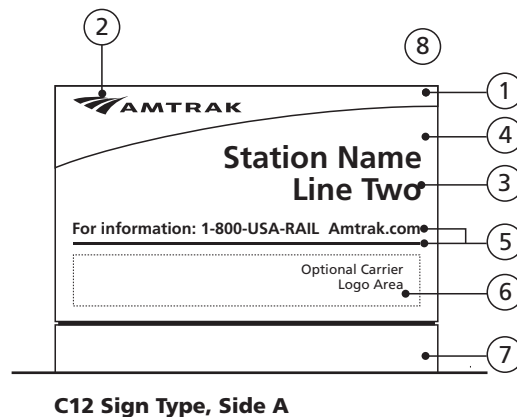 2
8
1
AMTRAK
4
Station Name
Line Two
3
For information: 1-800-USA-RAIL Amtrak.com
5
Optional Carrier
Logo Area
6
7
C12 Sign Type, Side A